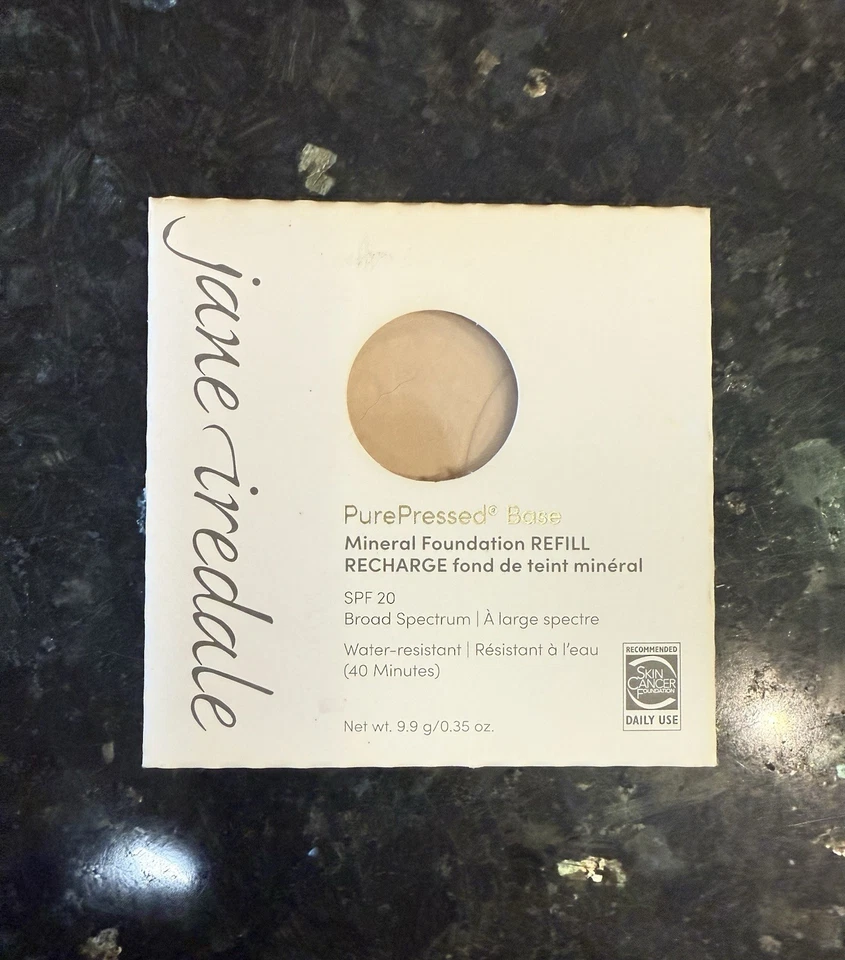 jane iredale
PurePressed® Base
Mineral Foundation REFILL
RECHARGE fond de teint minéral
SPF 20
Broad Spectrum | À large spectre
Water-resistant | Résistant à l'eau
(40 Minutes)
Net wt. 9.9 g/0.35 oz.
RECOMMENDED
SKIN
CANCER
FOUNDATION
DAILY USE